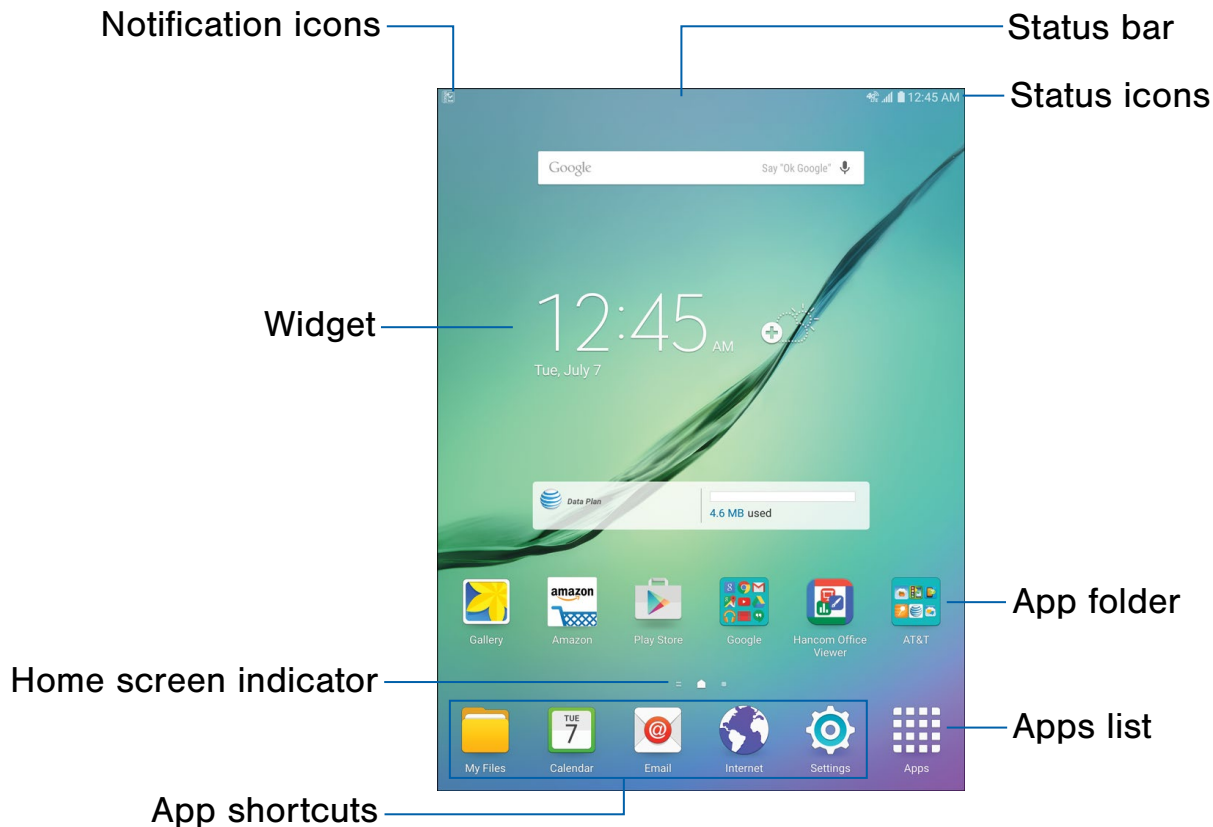 Notification icons
Status bar
Status icons
12:45 AM
Google
Say "Ok Google"
Widget
12:45 AM
Tue, July 7
Data Plan
4.6 MB used
amazon
App folder
Gallery
Amazon
Play Store
Google
Hancom Office
Viewer
AT&T
Home screen indicator
Apps list
TUE
7
@
My Files
Calendar
Email
Internet
Settings
Apps
App shortcuts